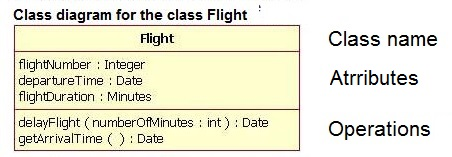 Class diagram for the class Flight
Flight
Class name
flightNumber : Integer
departureTime : Date
flightDuration : Minutes
Atrributes
delayFlight ( numberOfMinutes : int ) : Date
getArrivalTime ( ) : Date
Operations